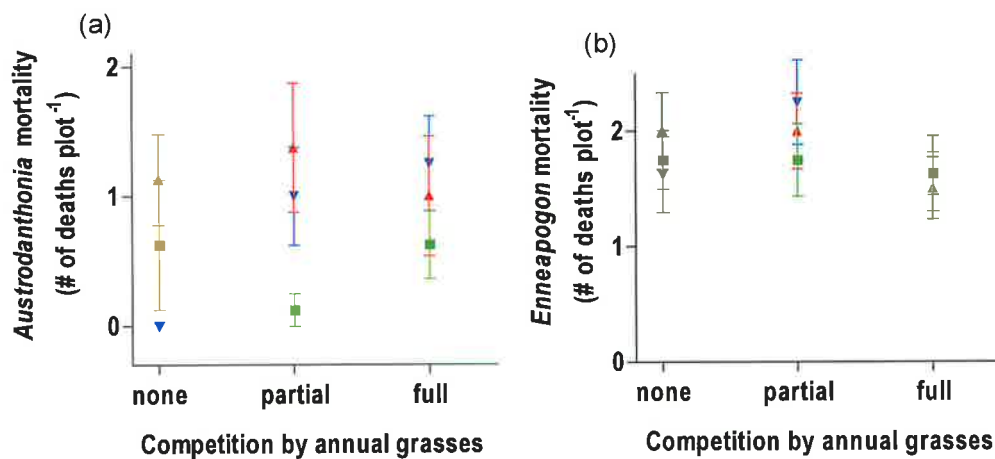 (a)
Austrodanthonia mortality
(# of deaths plot⁻¹)
2
1
0
none partial full
Competition by annual grasses
(b)
Enneapogon mortality
(# of deaths plot⁻¹)
2
1
0
none partial full
Competition by annual grasses